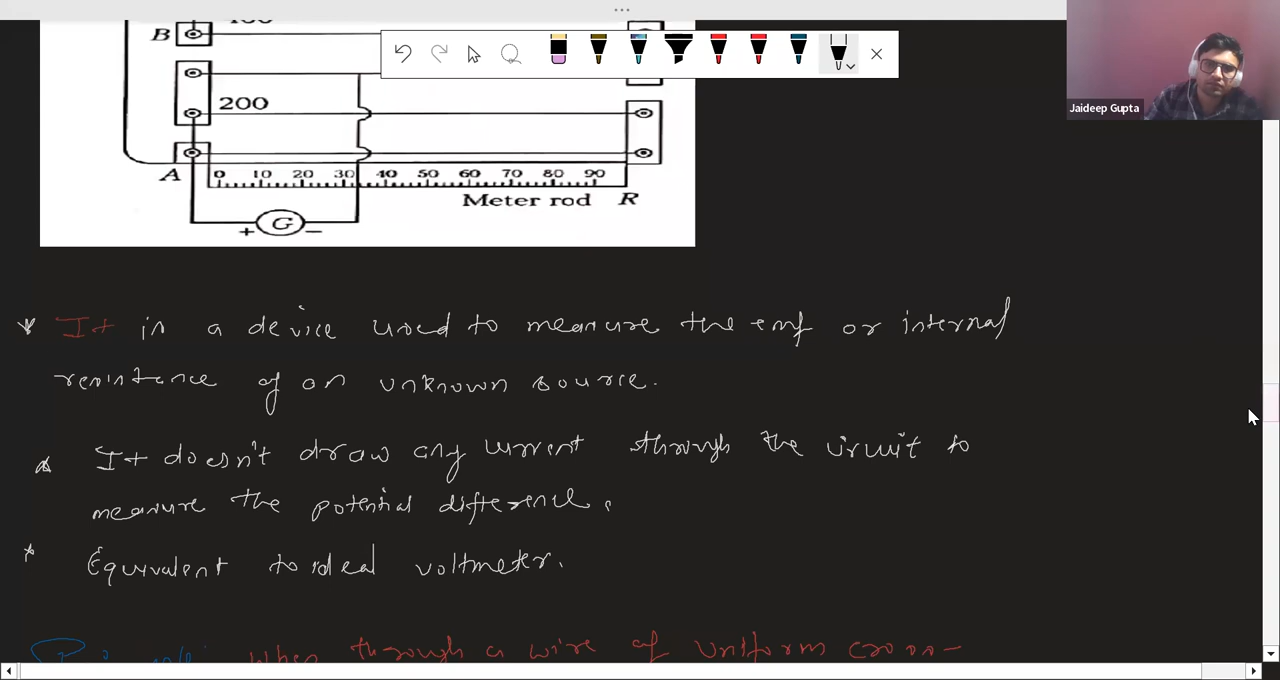 B
Jaideep Gupta
200
A
0 10 20 30 40 50 60 70 80 90
Meter rod R
+ G −
* It is a device used to measure the emf or internal
resistance of an unknown source.
* It doesn't draw any current through the circuit to
measure the potential difference.
* Equivalent to ideal voltmeter.
When through a wire of uniform cross-